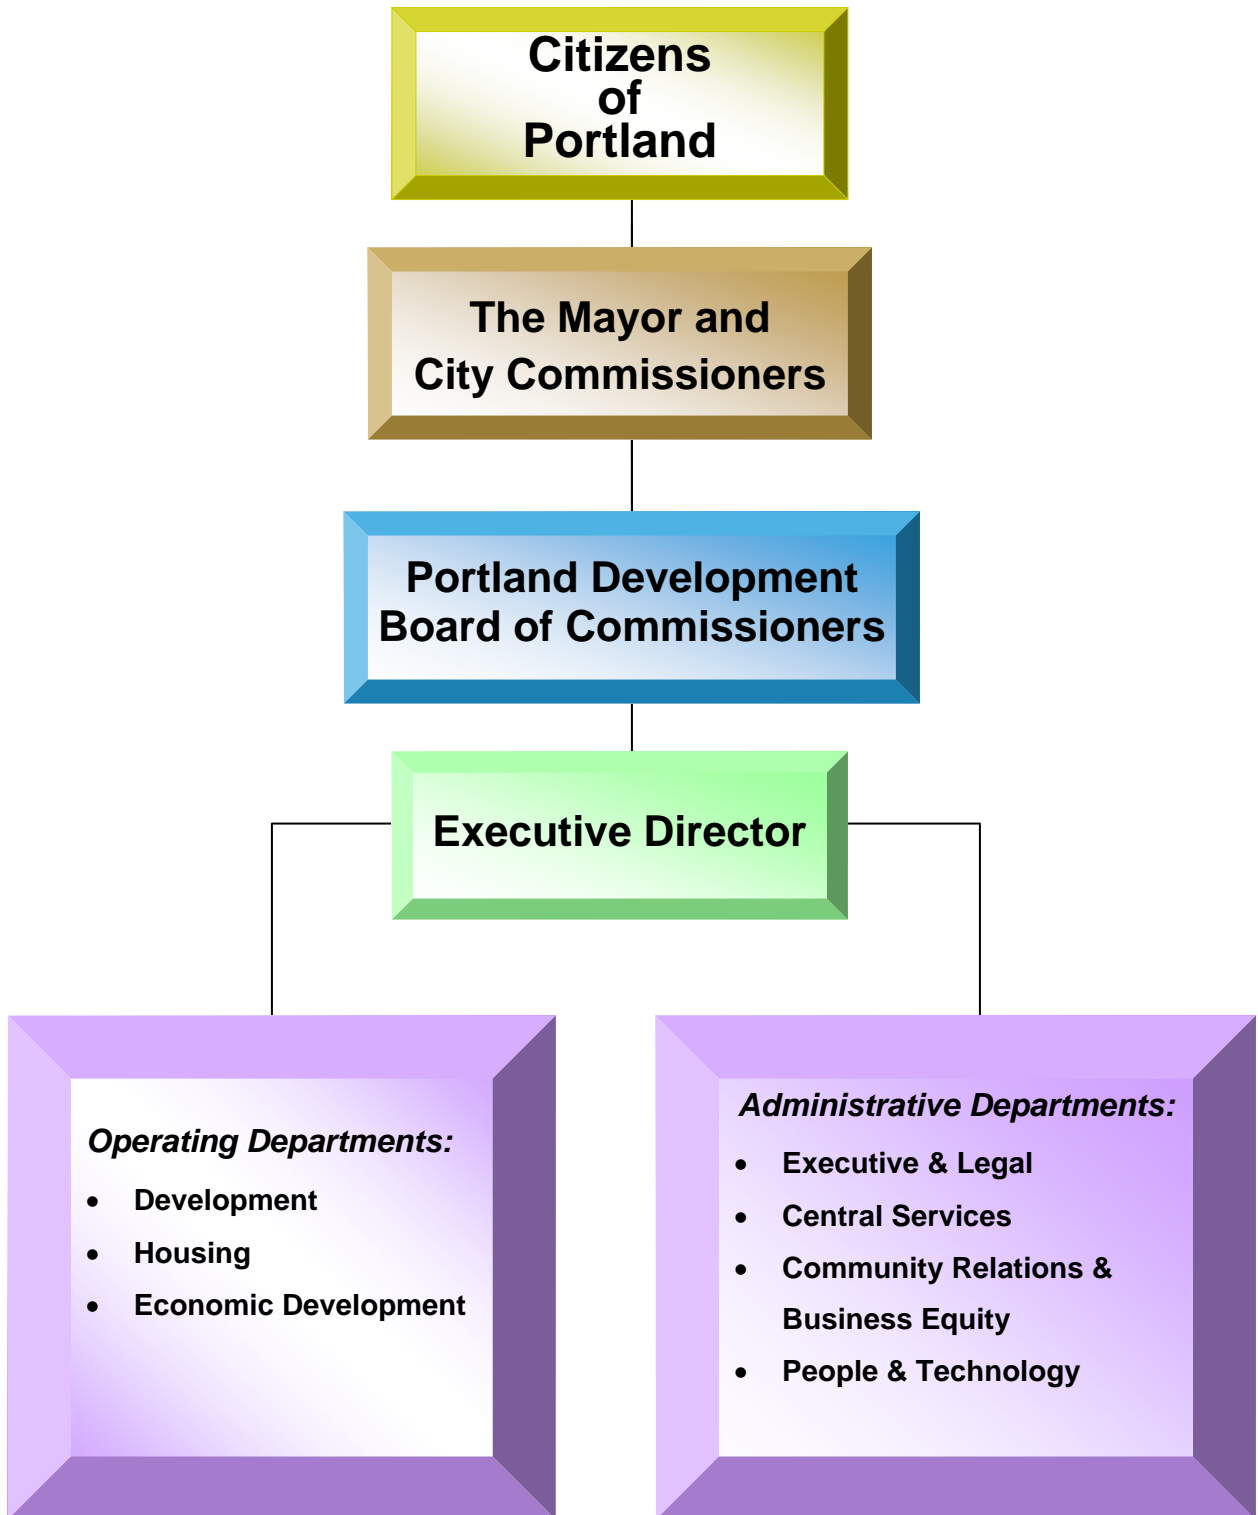 Citizens
of
Portland
The Mayor and
City Commissioners
Portland Development
Board of Commissioners
Executive Director
Operating Departments:
• Development
• Housing
• Economic Development
Administrative Departments:
• Executive & Legal
• Central Services
• Community Relations &
Business Equity
• People & Technology